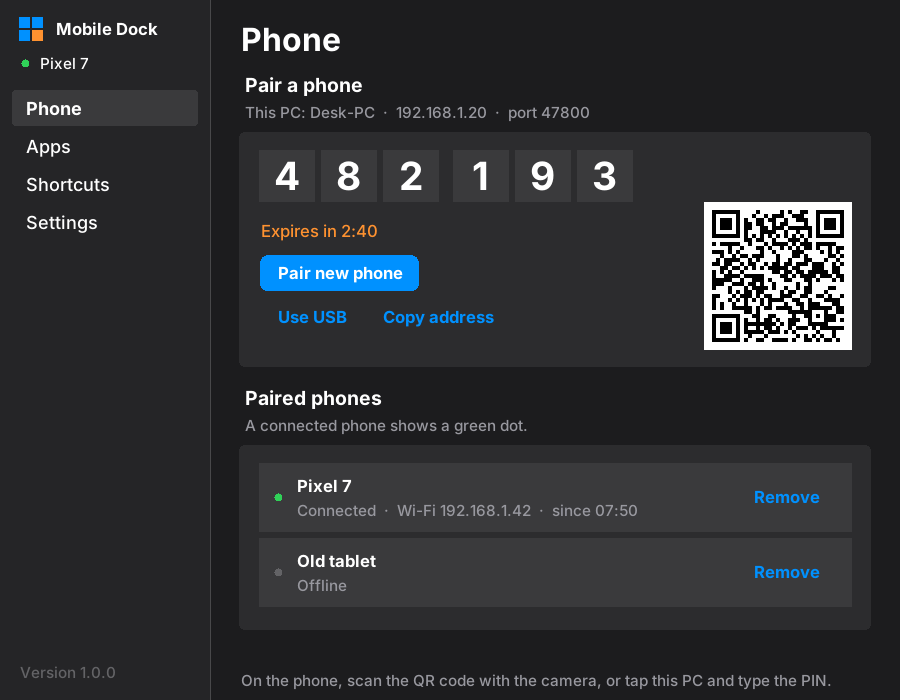 Mobile Dock
Pixel 7
Phone
Apps
Shortcuts
Settings
Version 1.0.0
Phone
Pair a phone
This PC: Desk-PC · 192.168.1.20 · port 47800
4 8 2 1 9 3
Expires in 2:40
Pair new phone
Use USB Copy address
Paired phones
A connected phone shows a green dot.
Pixel 7
Connected · Wi-Fi 192.168.1.42 · since 07:50
Remove
Old tablet
Offline
Remove
On the phone, scan the QR code with the camera, or tap this PC and type the PIN.